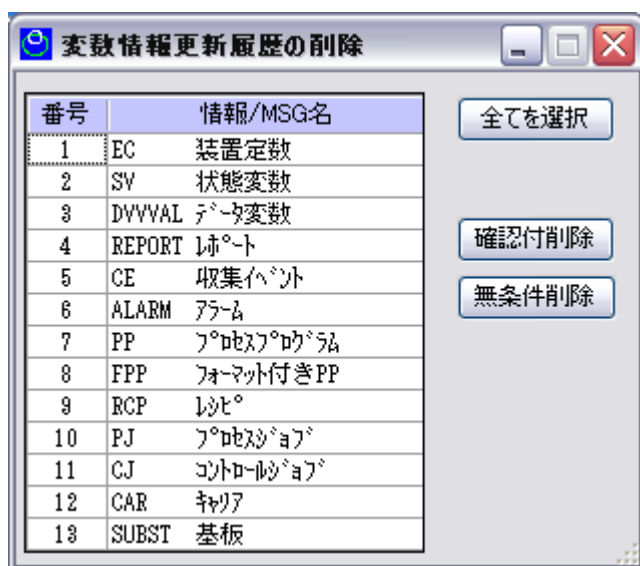 変数情報更新履歴の削除
番号 情報/MSG名
1 EC 装置定数
2 SV 状態変数
3 DVVVAL ﾃﾞｰﾀ変数
4 REPORT ﾚﾎﾟｰﾄ
5 CE 収集ｲﾍﾞﾝﾄ
6 ALARM ｱﾗｰﾑ
7 PP ﾌﾟﾛｾｽﾌﾟﾛｸﾞﾗﾑ
8 FPP ﾌｫｰﾏｯﾄ付きPP
9 RCP ﾚｼﾋﾟ
10 PJ ﾌﾟﾛｾｽｼﾞｮﾌﾞ
11 CJ ｺﾝﾄﾛｰﾙｼﾞｮﾌﾞ
12 CAR ｷｬﾘｱ
13 SUBST 基板
全てを選択
確認付削除
無条件削除